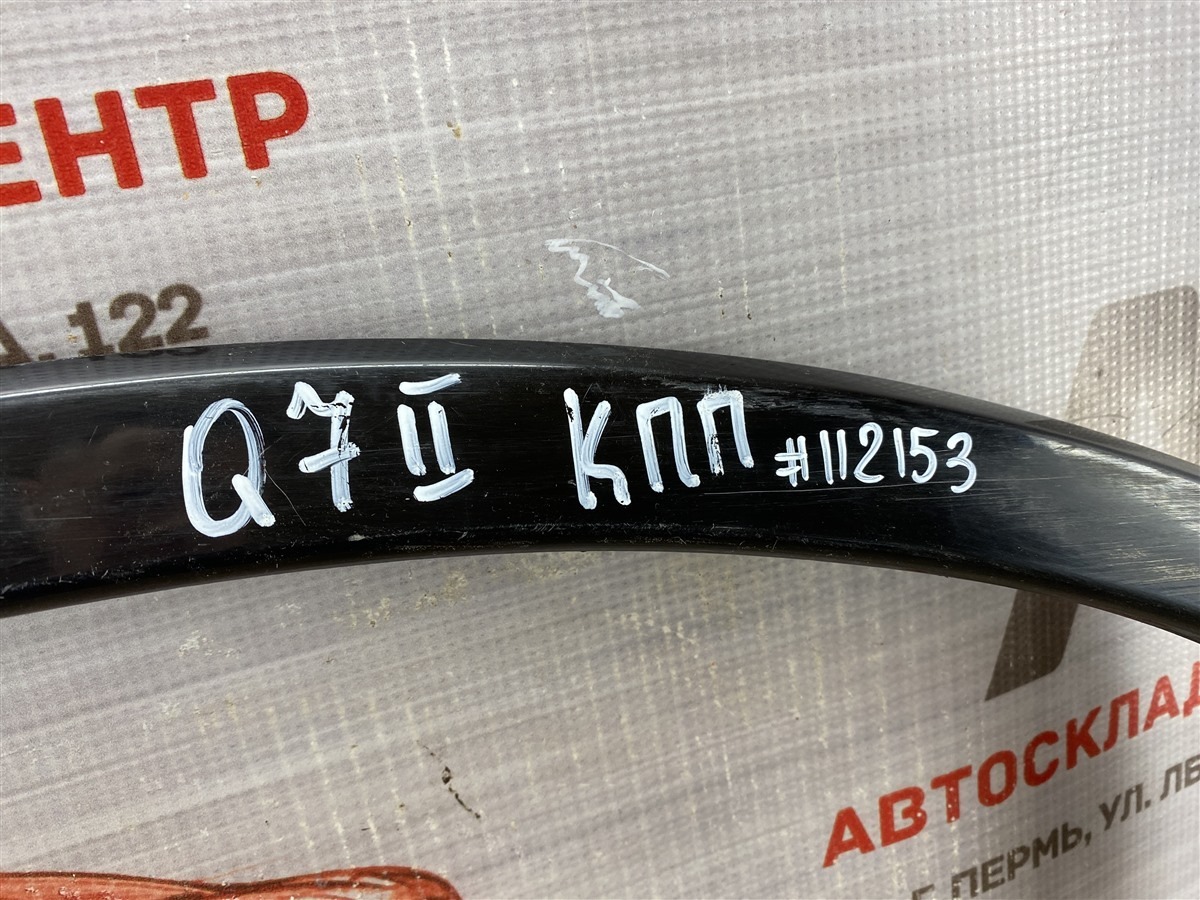 ЕНТР
А. 122
Q7 II КПП #112153
АВТОСКЛАД
Г. ПЕРМЬ, УЛ. ЛЕ